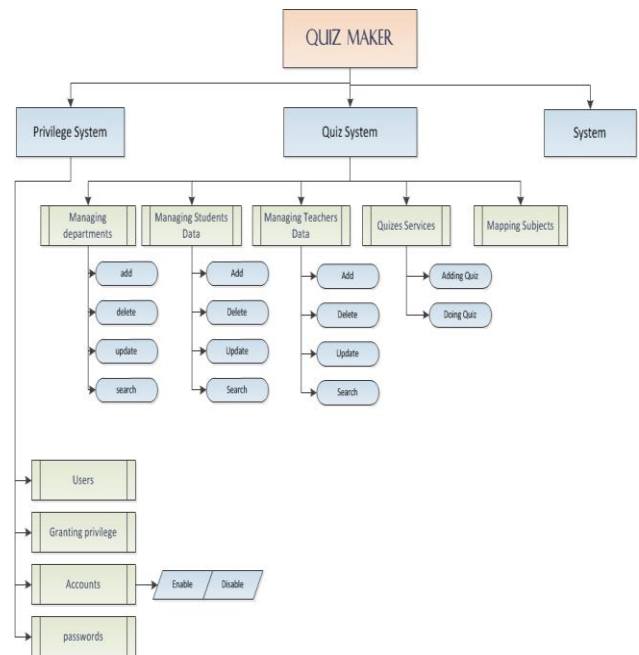 QUIZ MAKER
Privilege System
Quiz System
System
Managing
departments
Managing Students
Data
Managing Teachers
Data
Quizes Services
Mapping Subjects
add
delete
update
search
Add
Delete
Update
Search
Add
Delete
Update
Search
Adding Quiz
Doing Quiz
Users
Granting privilege
Accounts
Enable
Disable
passwords